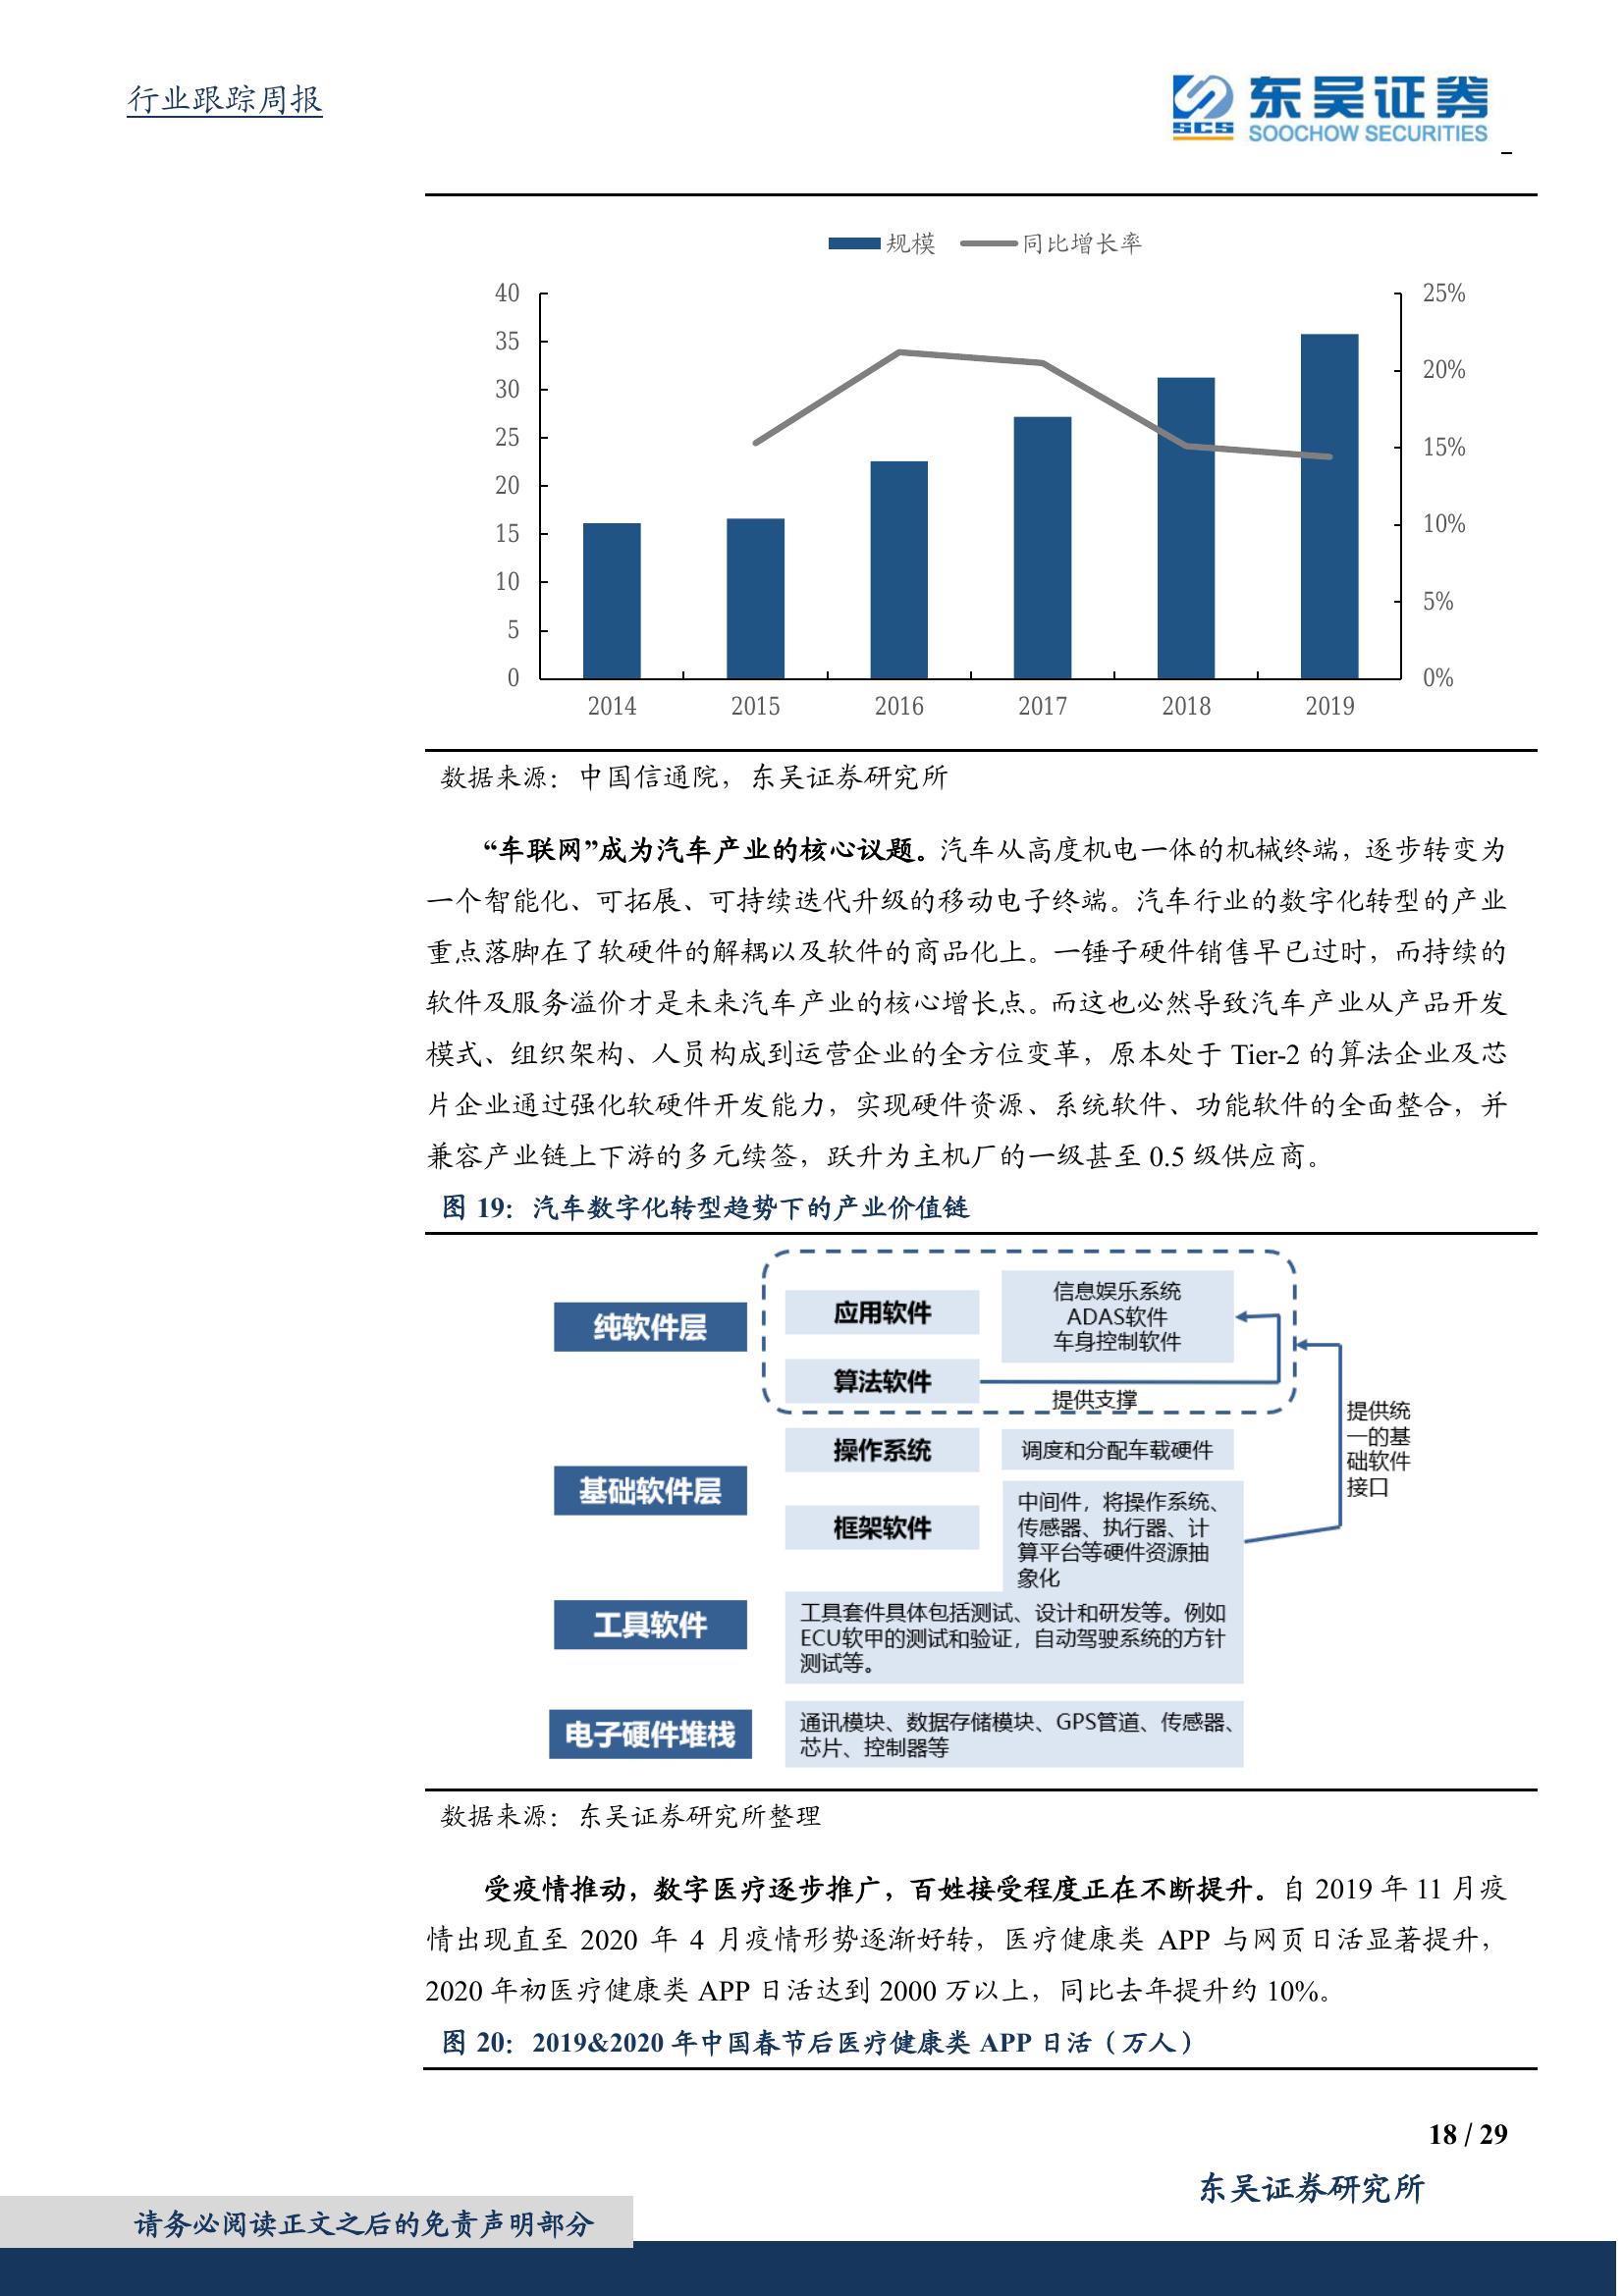 行业跟踪周报
SCS
东吴证券
SOOCHOW SECURITIES
规模 同比增长率
40 25%
35
30 20%
25 15%
20
15 10%
10
5 5%
0 0%
2014 2015 2016 2017 2018 2019
数据来源：中国信通院，东吴证券研究所
“车联网”成为汽车产业的核心议题。汽车从高度机电一体的机械终端，逐步转变为
一个智能化、可拓展、可持续迭代升级的移动电子终端。汽车行业的数字化转型的产业
重点落脚在了软硬件的解耦以及软件的商品化上。一锤子硬件销售早已过时，而持续的
软件及服务溢价才是未来汽车产业的核心增长点。而这也必然导致汽车产业从产品开发
模式、组织架构、人员构成到运营企业的全方位变革，原本处于 Tier-2 的算法企业及芯
片企业通过强化软硬件开发能力，实现硬件资源、系统软件、功能软件的全面整合，并
兼容产业链上下游的多元续签，跃升为主机厂的一级甚至 0.5 级供应商。
图 19：汽车数字化转型趋势下的产业价值链
纯软件层
应用软件
信息娱乐系统
ADAS软件
车身控制软件
算法软件
提供支撑
提供统
一的基
础软件
接口
基础软件层
操作系统
调度和分配车载硬件
框架软件
中间件，将操作系统、
传感器、执行器、计
算平台等硬件资源抽
象化
工具软件
工具套件具体包括测试、设计和研发等。例如
ECU软甲的测试和验证，自动驾驶系统的方针
测试等。
电子硬件堆栈
通讯模块、数据存储模块、GPS管道、传感器、
芯片、控制器等
数据来源：东吴证券研究所整理
受疫情推动，数字医疗逐步推广，百姓接受程度正在不断提升。自 2019 年 11 月疫
情出现直至 2020 年 4 月疫情形势逐渐好转，医疗健康类 APP 与网页日活显著提升，
2020 年初医疗健康类 APP 日活达到 2000 万以上，同比去年提升约 10%。
图 20：2019&2020 年中国春节后医疗健康类 APP 日活（万人）
18 / 29
东吴证券研究所
请务必阅读正文之后的免责声明部分